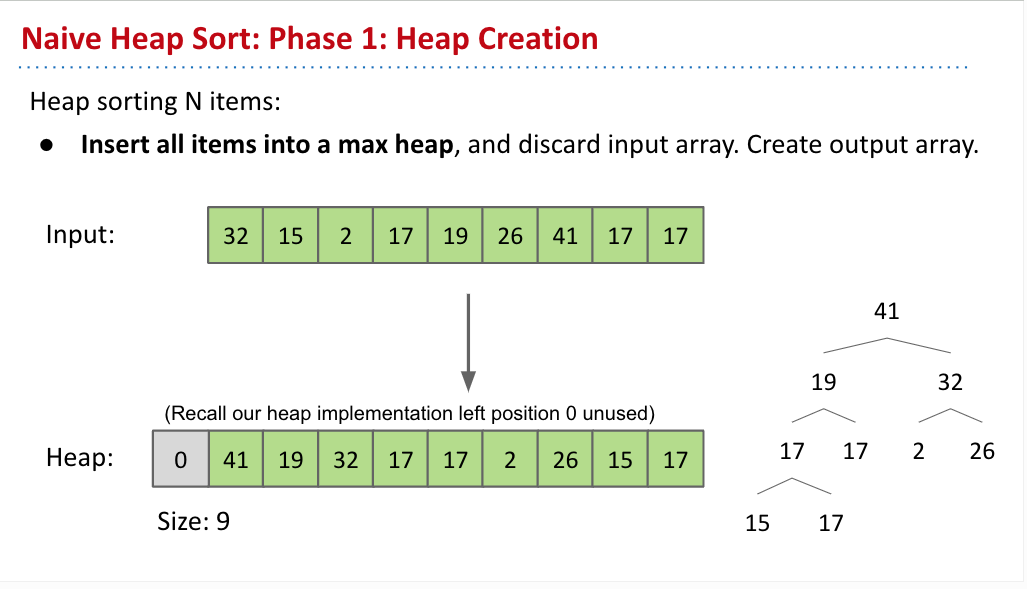 Naive Heap Sort: Phase 1: Heap Creation
Heap sorting N items:
● Insert all items into a max heap, and discard input array. Create output array.
Input: 32 15 2 17 19 26 41 17 17
(Recall our heap implementation left position 0 unused)
Heap: 0 41 19 32 17 17 2 26 15 17
Size: 9
41
19 32
17 17 2 26
15 17